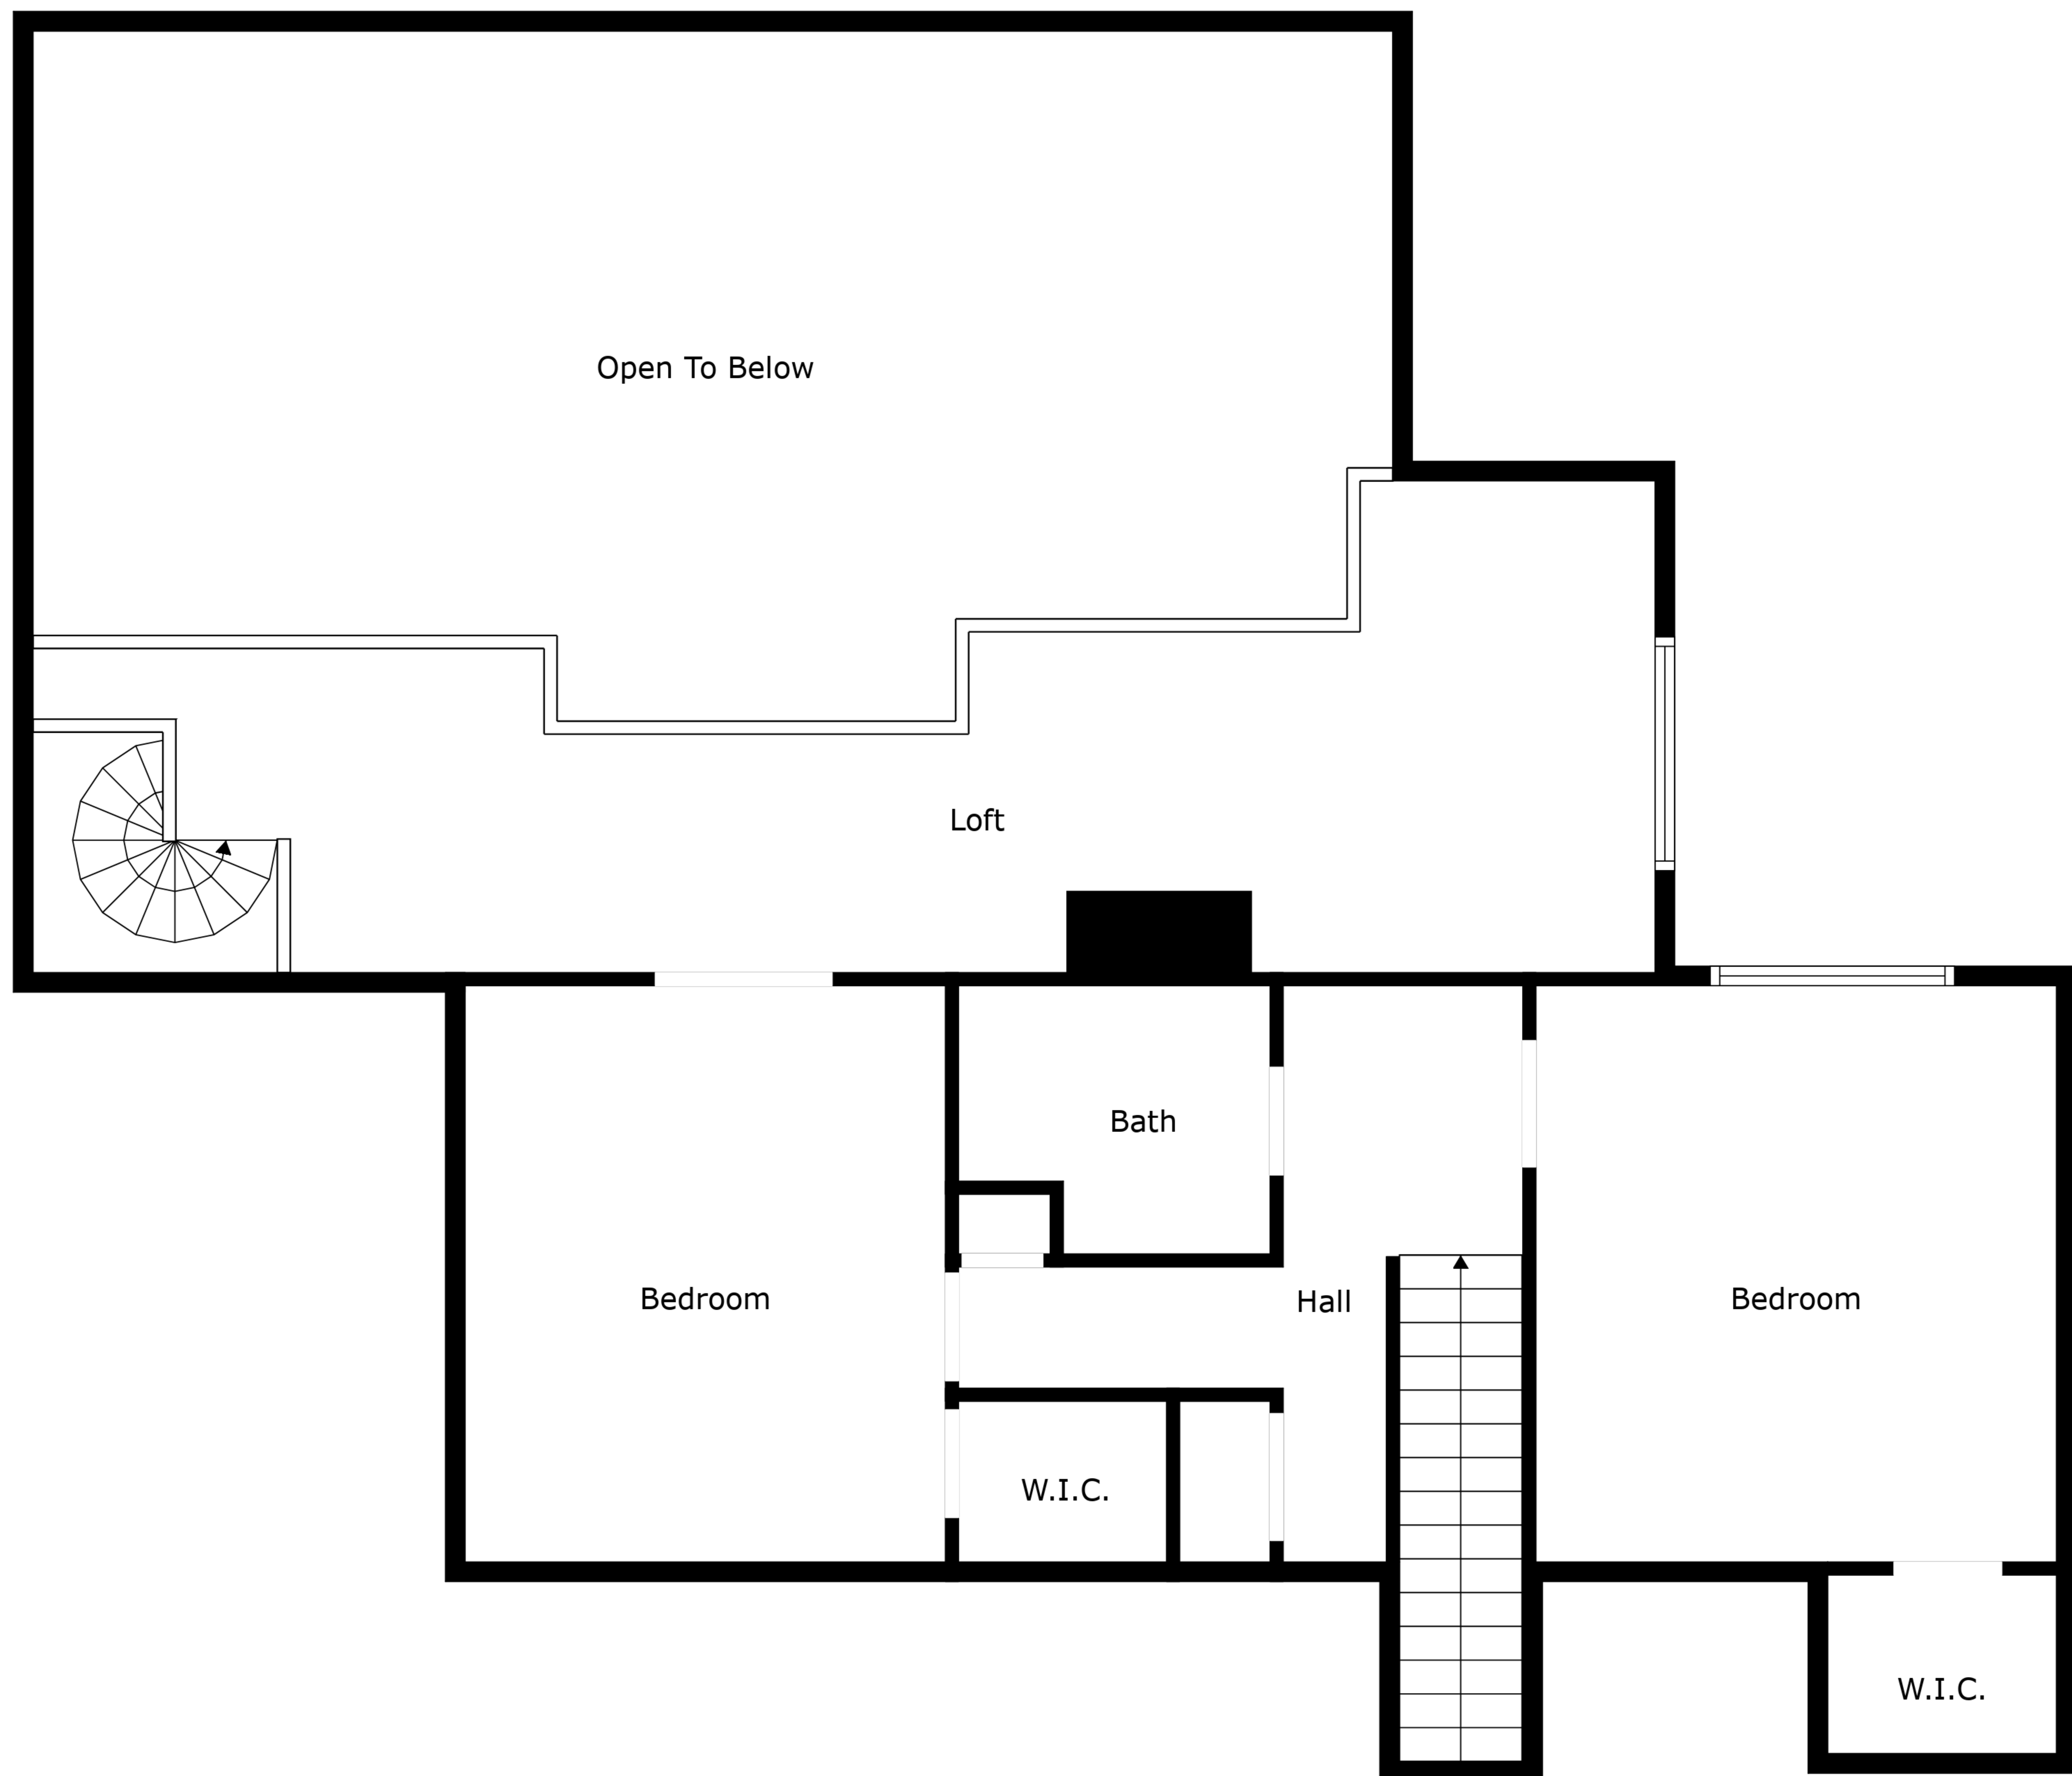 Open To Below
Loft
Bath
Bedroom
Hall
Bedroom
W.I.C.
W.I.C.